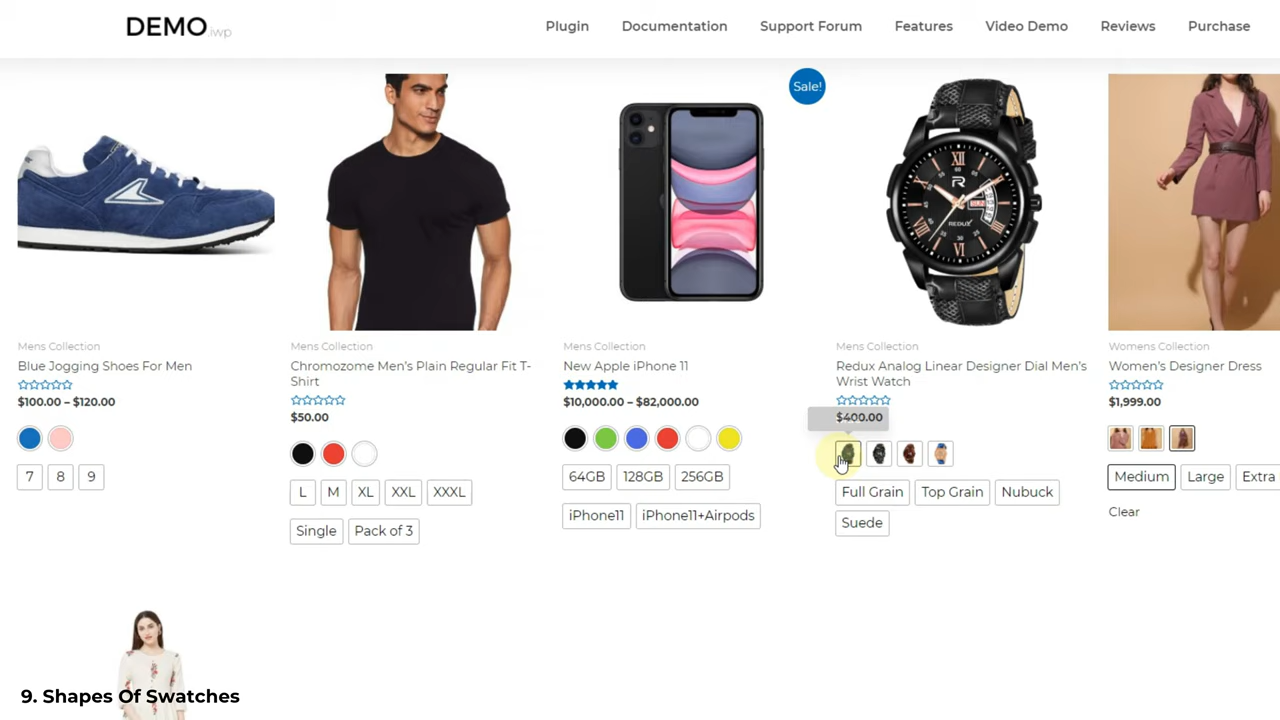 DEMO.iwp
Plugin
Documentation
Support Forum
Features
Video Demo
Reviews
Purchase
Sale!
XII
R
REDUX
VI
Mens Collection
Blue Jogging Shoes For Men
$100.00 – $120.00
7 8 9
Mens Collection
Chromozome Men's Plain Regular Fit T-
Shirt
$50.00
L M XL XXL XXXL
Single Pack of 3
Mens Collection
New Apple iPhone 11
$10,000.00 – $82,000.00
64GB 128GB 256GB
iPhone11 iPhone11+Airpods
Mens Collection
Redux Analog Linear Designer Dial Men's
Wrist Watch
$400.00
Full Grain Top Grain Nubuck
Suede
Womens Collection
Women's Designer Dress
$1,999.00
Medium Large Extra
Clear
9. Shapes Of Swatches